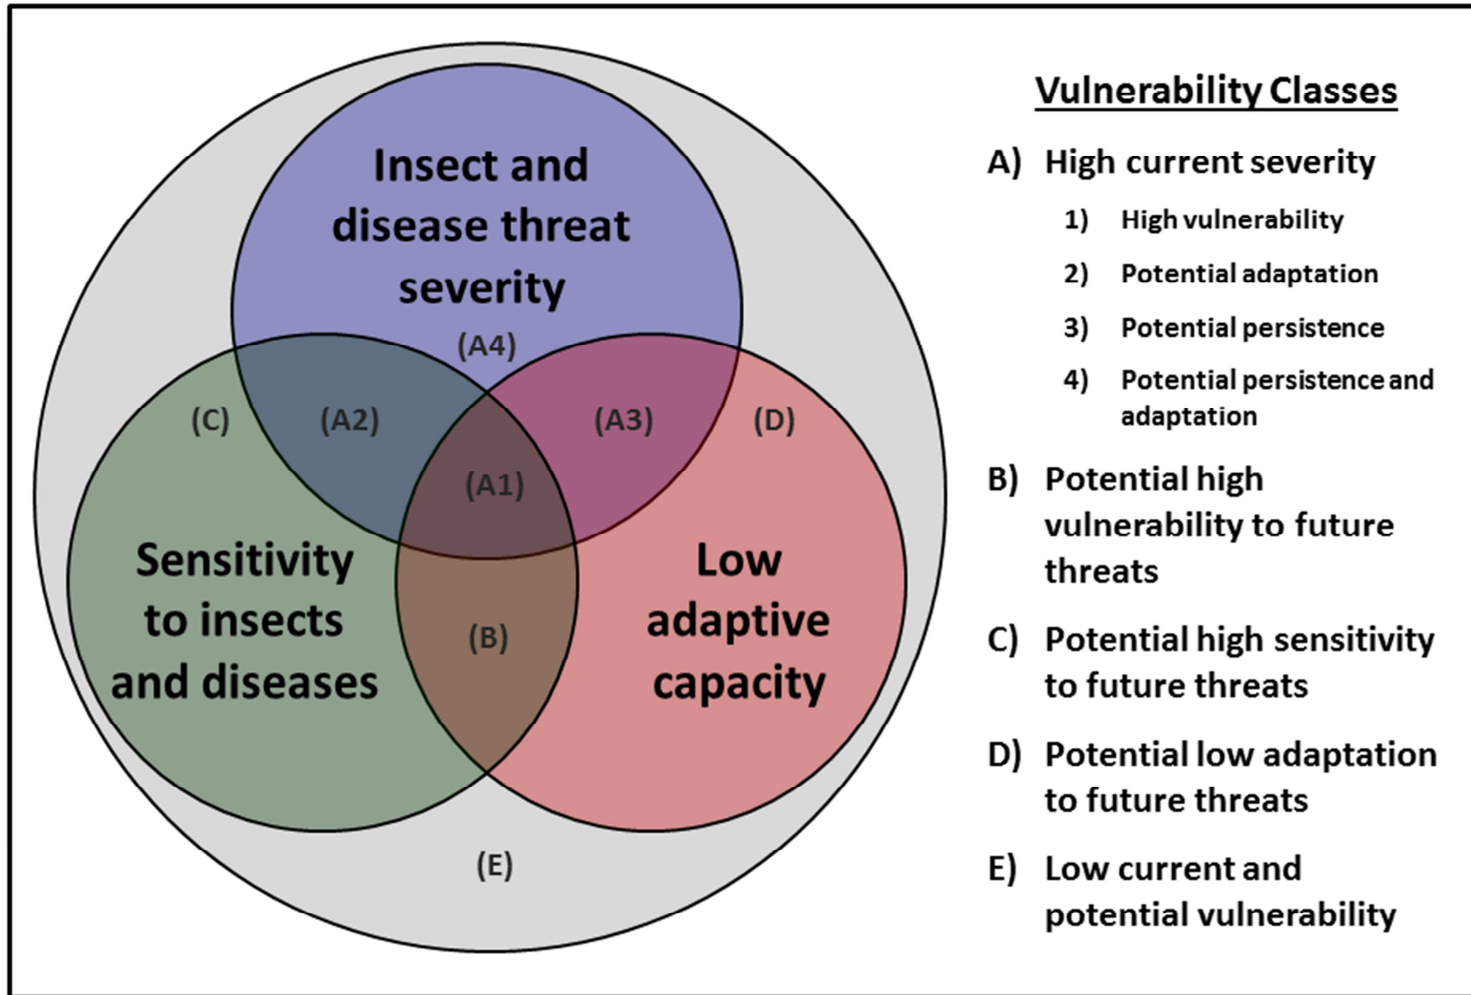 Insect and
disease threat
severity
(A4)
(C)
(A2)
(A3)
(D)
(A1)
Sensitivity
to insects
and diseases
Low
adaptive
capacity
(B)
(E)
Vulnerability Classes
A) High current severity
1) High vulnerability
2) Potential adaptation
3) Potential persistence
4) Potential persistence and
adaptation
B) Potential high
vulnerability to future
threats
C) Potential high sensitivity
to future threats
D) Potential low adaptation
to future threats
E) Low current and
potential vulnerability